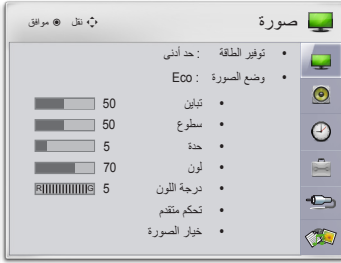 صورة
نقل موافق
توفير الطاقة : حد أدنى
وضع الصورة : Eco
تباين 50
سطوع 50
حدة 5
لون 70
درجة اللون 5 R G
تحكم متقدم
خيار الصورة